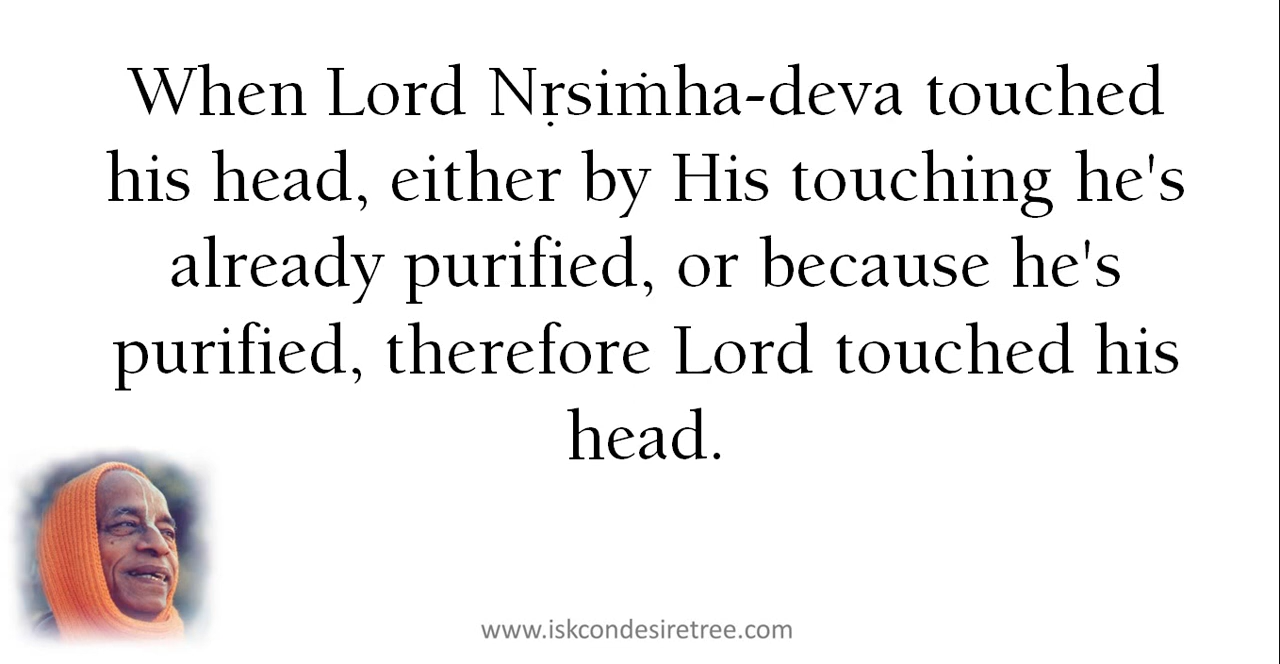 When Lord Nṛsiṁha-deva touched
his head, either by His touching he's
already purified, or because he's
purified, therefore Lord touched his
head.
www.iskcondesiretree.com